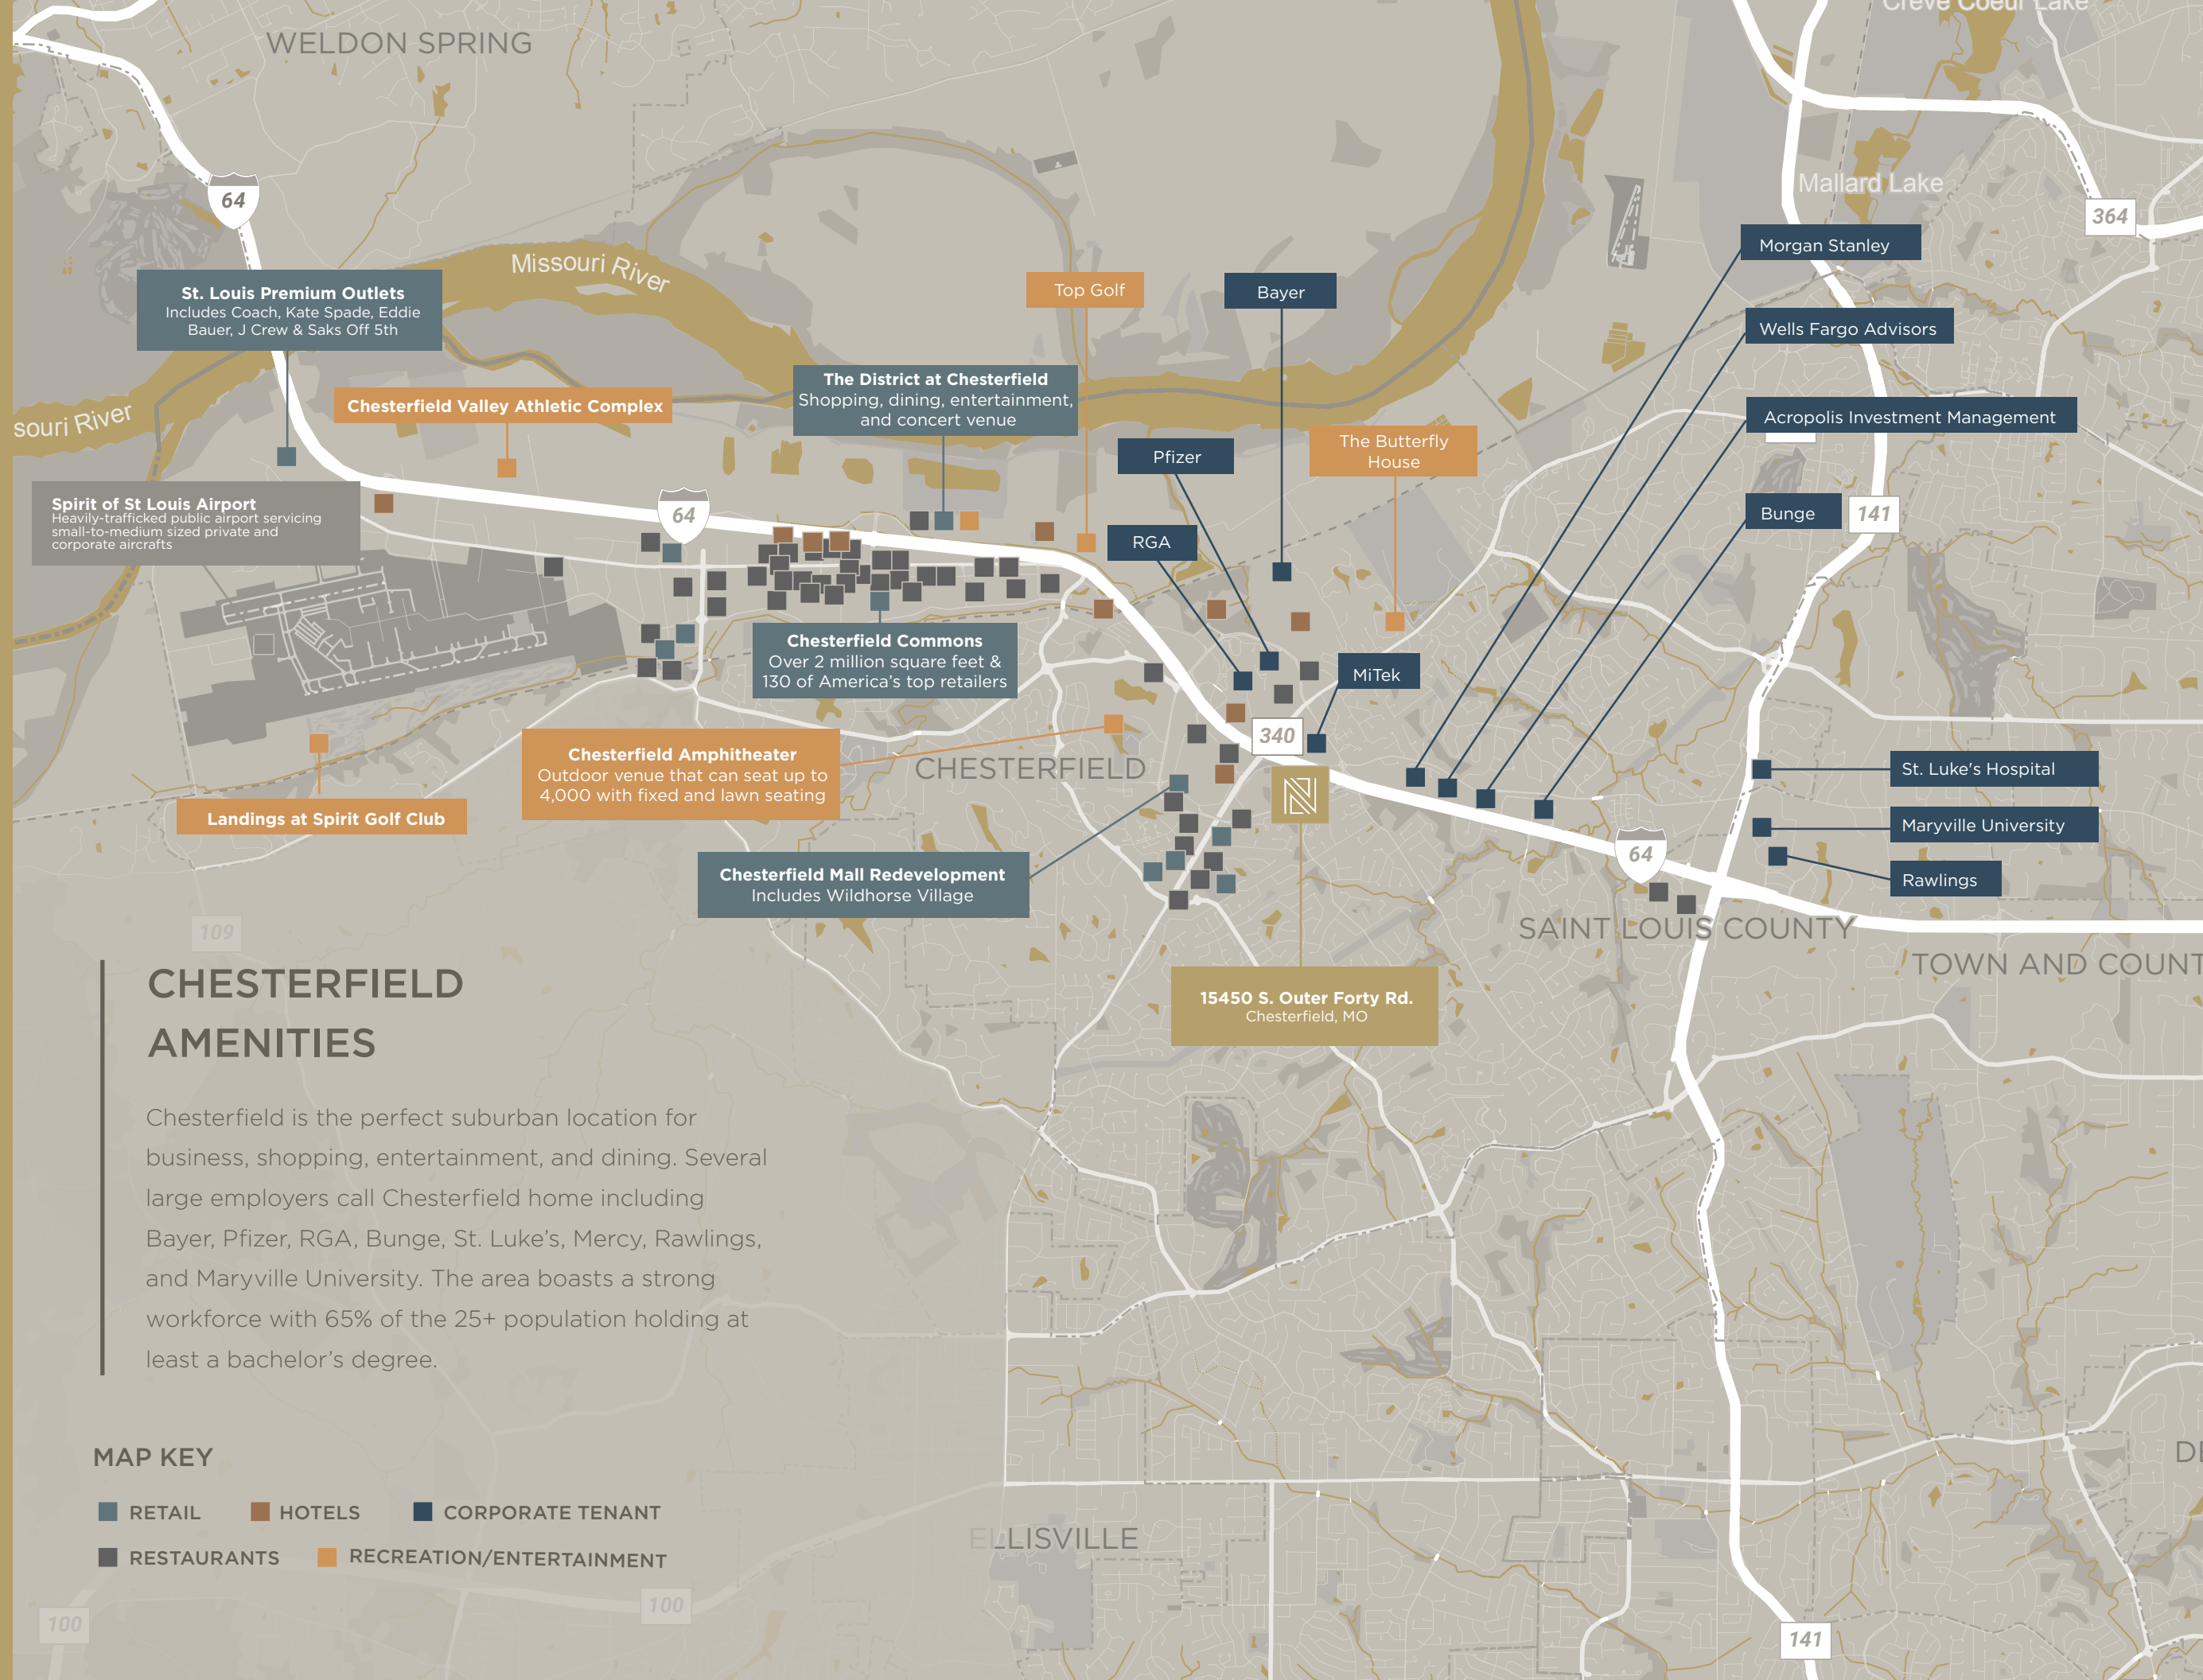 Creve Coeur Lake
WELDON SPRING
64
Mallard Lake
364
Morgan Stanley
Missouri River
St. Louis Premium Outlets
Includes Coach, Kate Spade, Eddie
Bauer, J Crew & Saks Off 5th
Top Golf
Bayer
Wells Fargo Advisors
The District at Chesterfield
Shopping, dining, entertainment,
and concert venue
Chesterfield Valley Athletic Complex
souri River
Acropolis Investment Management
The Butterfly
House
Pfizer
Spirit of St Louis Airport
Heavily-trafficked public airport servicing
small-to-medium sized private and
corporate aircrafts
64
Bunge
141
RGA
Chesterfield Commons
Over 2 million square feet &
130 of America's top retailers
MiTek
340
Chesterfield Amphitheater
Outdoor venue that can seat up to
4,000 with fixed and lawn seating
CHESTERFIELD
St. Luke's Hospital
Landings at Spirit Golf Club
Maryville University
64
Chesterfield Mall Redevelopment
Includes Wildhorse Village
Rawlings
109
SAINT LOUIS COUNTY
TOWN AND COUNT
15450 S. Outer Forty Rd.
Chesterfield, MO
CHESTERFIELD
AMENITIES
Chesterfield is the perfect suburban location for
business, shopping, entertainment, and dining. Several
large employers call Chesterfield home including
Bayer, Pfizer, RGA, Bunge, St. Luke's, Mercy, Rawlings,
and Maryville University. The area boasts a strong
workforce with 65% of the 25+ population holding at
least a bachelor's degree.
DE
MAP KEY
RETAIL
HOTELS
CORPORATE TENANT
RESTAURANTS
RECREATION/ENTERTAINMENT
ELLISVILLE
100
100
141